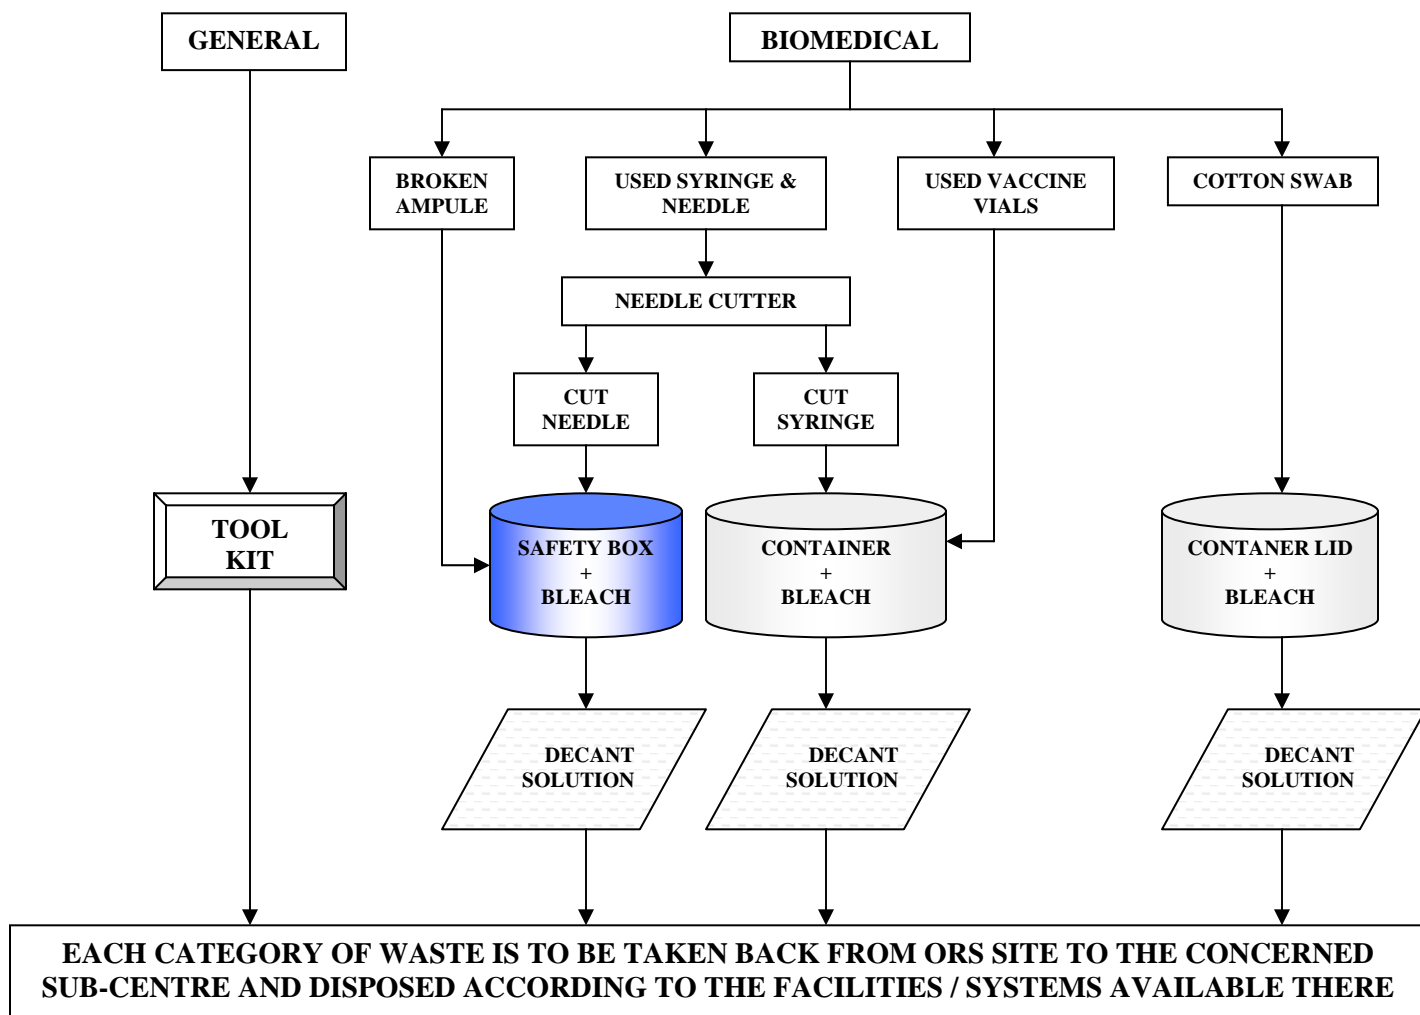 GENERAL
BIOMEDICAL
BROKEN
AMPULE
USED SYRINGE &
NEEDLE
USED VACCINE
VIALS
COTTON SWAB
NEEDLE CUTTER
CUT
NEEDLE
CUT
SYRINGE
TOOL
KIT
SAFETY BOX
+
BLEACH
CONTAINER
+
BLEACH
CONTANER LID
+
BLEACH
DECANT
SOLUTION
DECANT
SOLUTION
DECANT
SOLUTION
EACH CATEGORY OF WASTE IS TO BE TAKEN BACK FROM ORS SITE TO THE CONCERNED
SUB-CENTRE AND DISPOSED ACCORDING TO THE FACILITIES / SYSTEMS AVAILABLE THERE